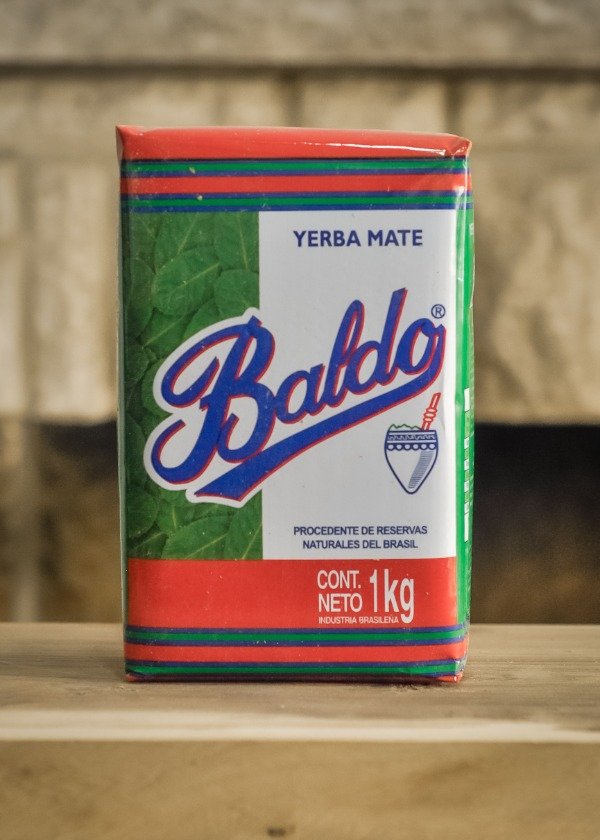 YERBA MATE
Baldo®
PROCEDENTE DE RESERVAS
NATURALES DEL BRASIL
CONT.
NETO 1kg
INDUSTRIA BRASILEÑA